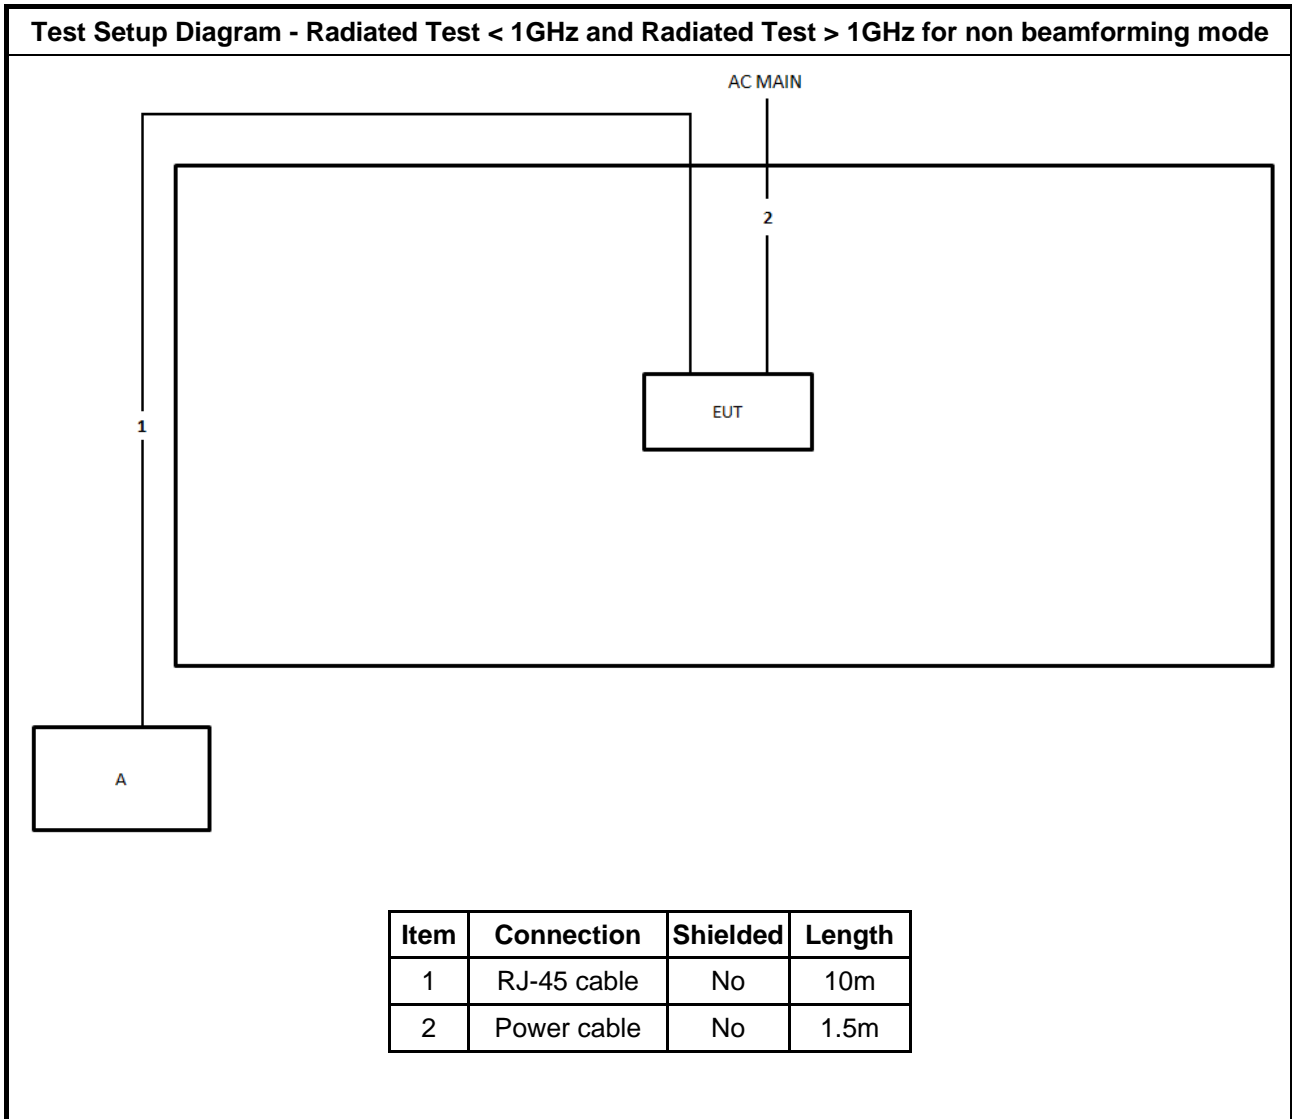 Test Setup Diagram - Radiated Test < 1GHz and Radiated Test > 1GHz for non beamforming mode
AC MAIN
2
EUT
1
A
Item Connection Shielded Length
1 RJ-45 cable No 10m
2 Power cable No 1.5m